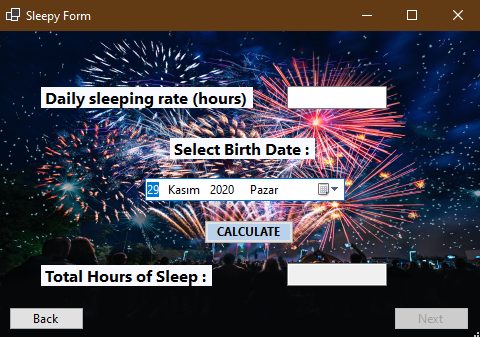 Sleepy Form
Daily sleeping rate (hours)
Select Birth Date :
29 Kasım 2020 Pazar
CALCULATE
Total Hours of Sleep :
Back Next